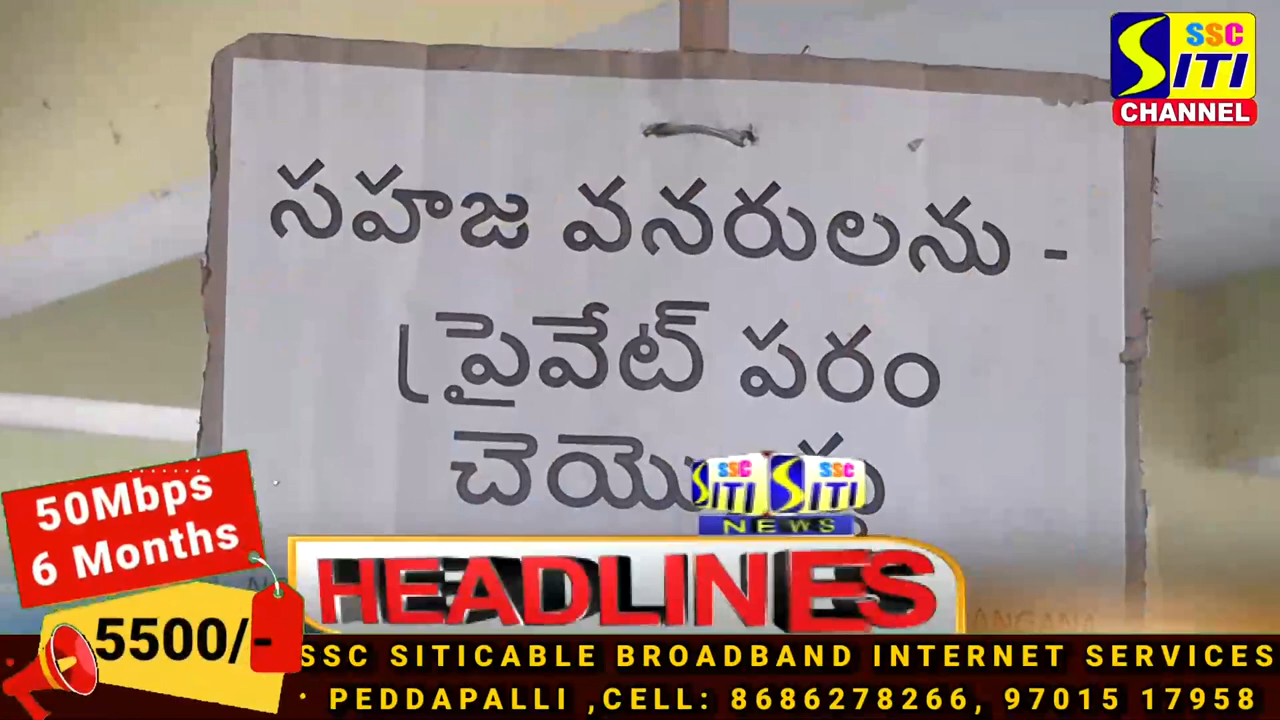 SSC
SITI
CHANNEL
సహజ వనరులను -
ప్రైవేట్ పరం
50Mbps
6 Months
SSC SSC
SITI SITI
NEWS
HEADLINES
ANGANA
5500/-
SSC SITICABLE BROADBAND INTERNET SERVICES
PEDDAPALLI ,CELL: 8686278266, 97015 17958